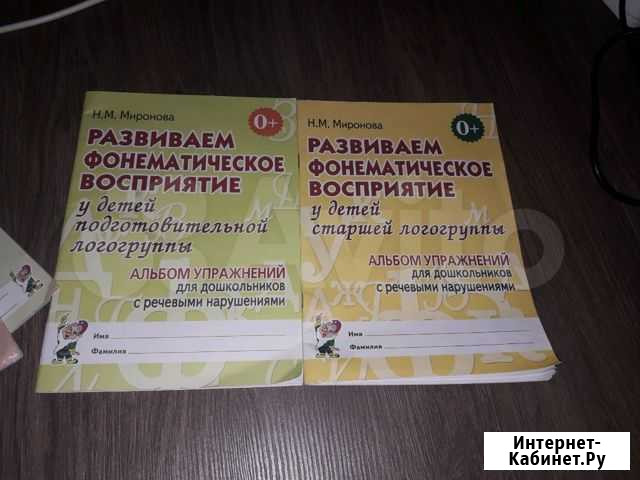 Н.М. Миронова
0+
РАЗВИВАЕМ
ФОНЕМАТИЧЕСКОЕ
ВОСПРИЯТИЕ
у детей
подготовительной
логогруппы
АЛЬБОМ УПРАЖНЕНИЙ
для дошкольников
с речевыми нарушениями
Имя
Фамилия
Н.М. Миронова
0+
РАЗВИВАЕМ
ФОНЕМАТИЧЕСКОЕ
ВОСПРИЯТИЕ
у детей
старшей логогруппы
АЛЬБОМ УПРАЖНЕНИЙ
для дошкольников
с речевыми нарушениями
Имя
Фамилия
Avito
Интернет-
Кабинет.Ру